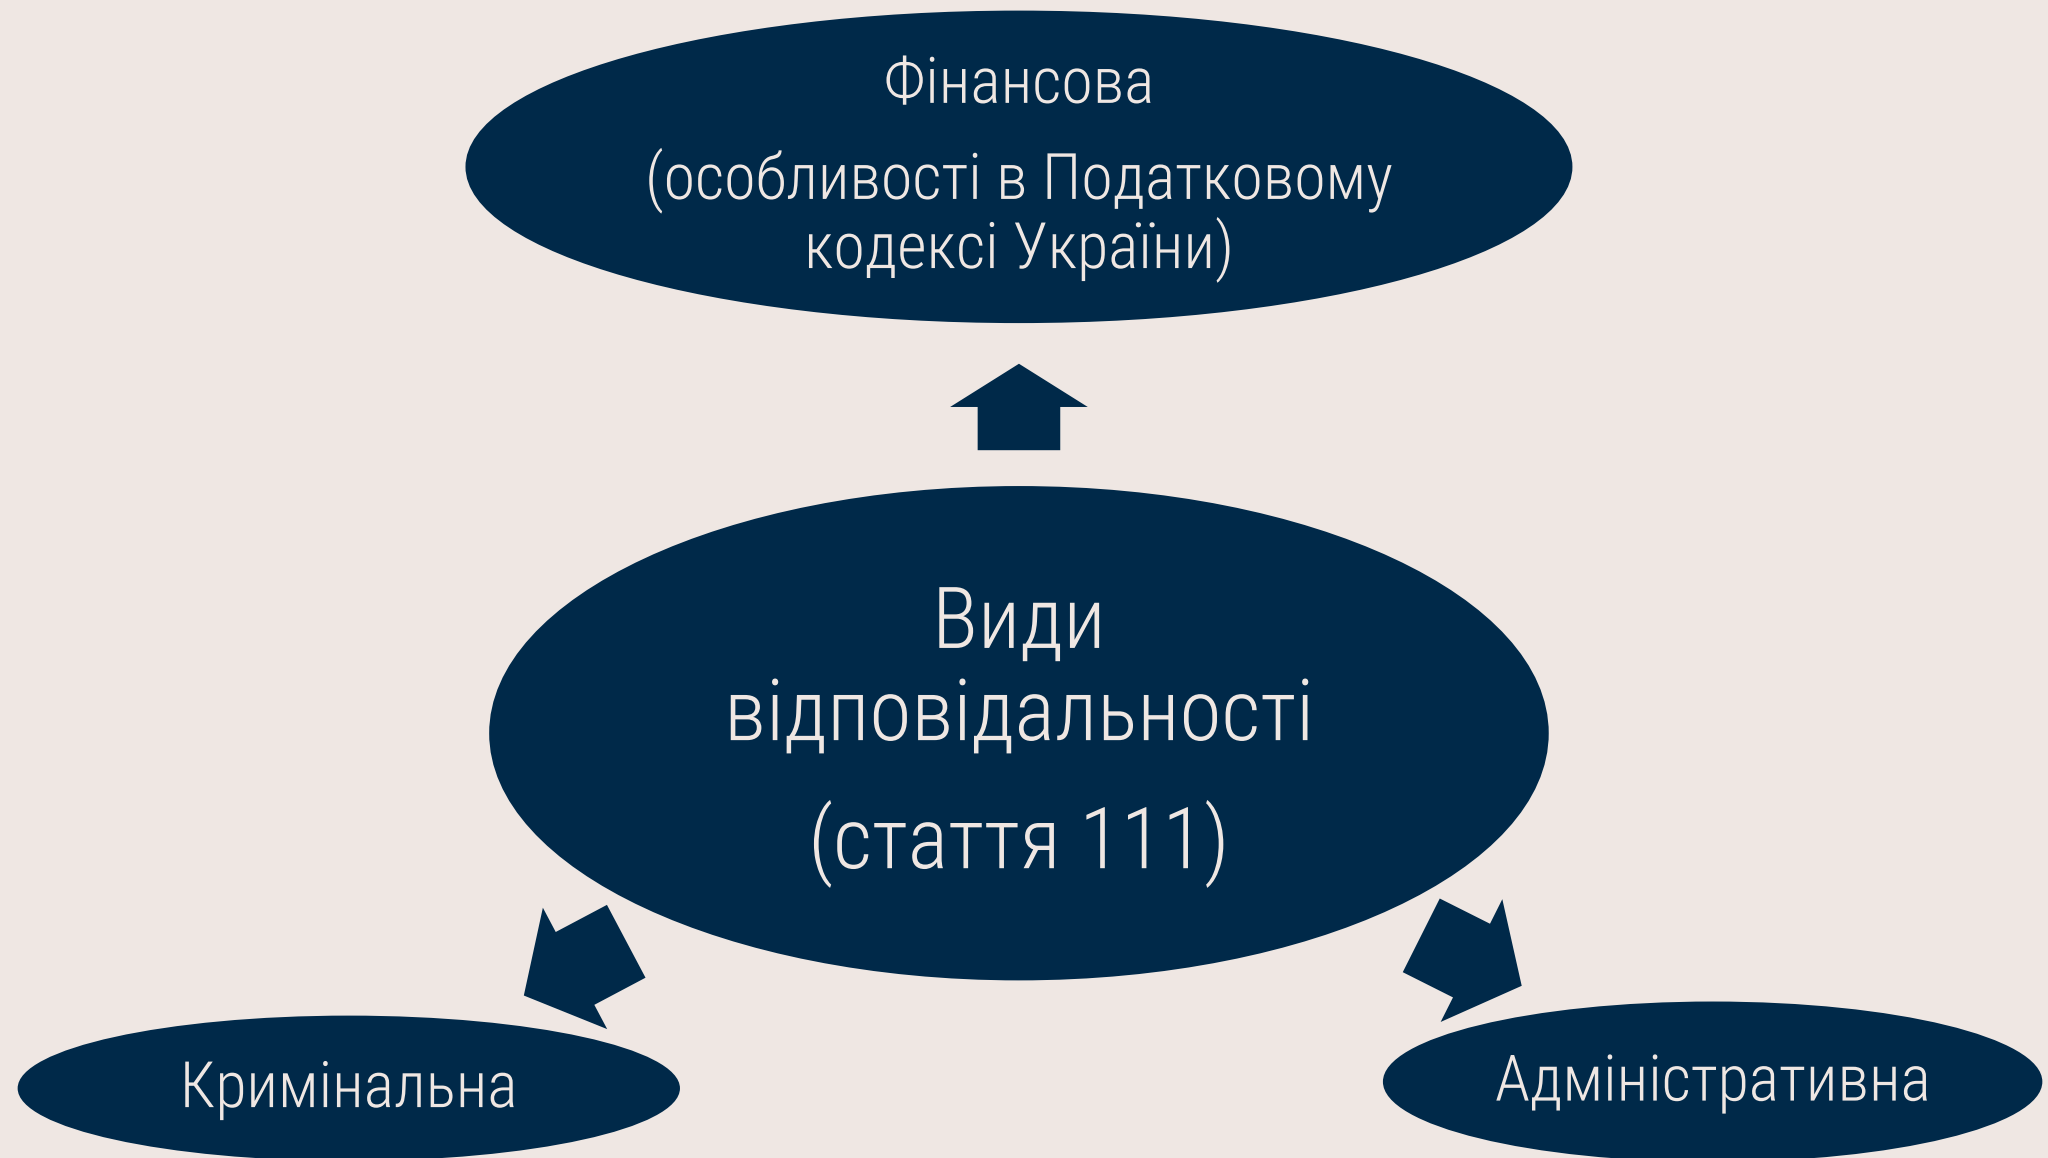 Фінансова
(особливості в Податковому
кодексі України)
Види
відповідальності
(стаття 111)
Кримінальна
Адміністративна